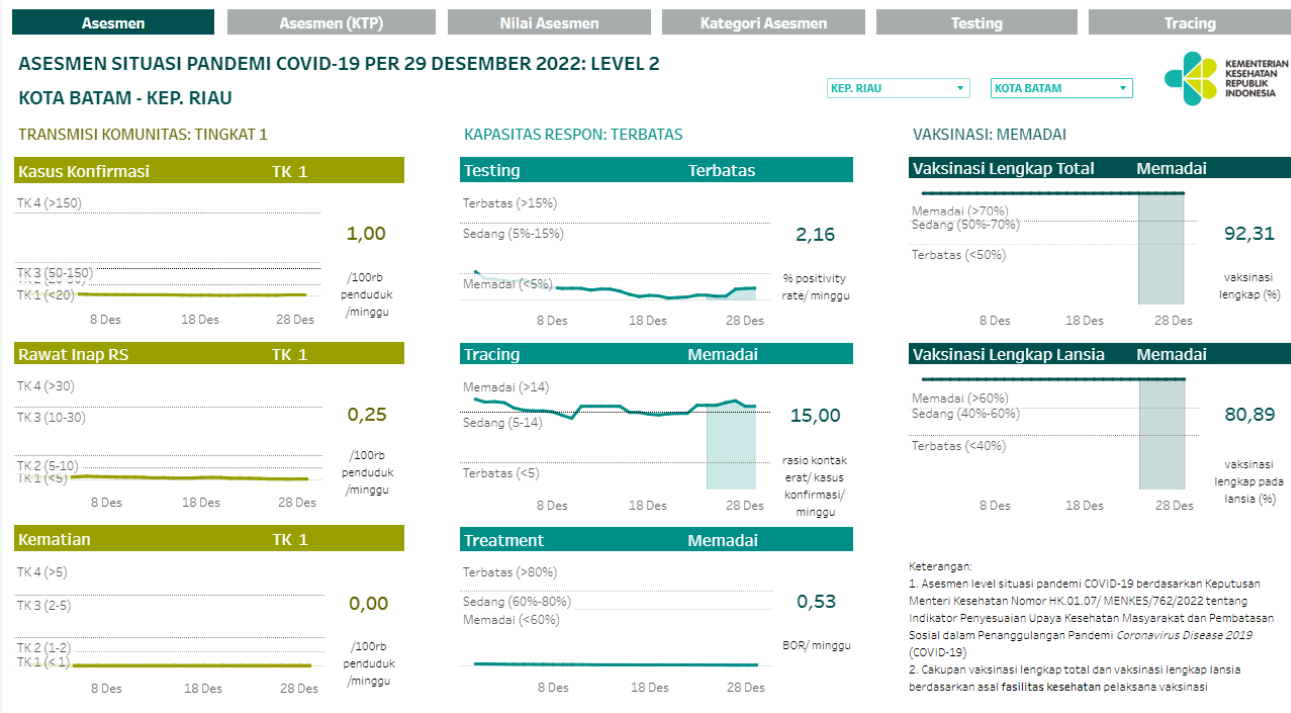 Asesmen
Asesmen (KTP)
Nilai Asesmen
Kategori Asesmen
Testing
Tracing
ASESMEN SITUASI PANDEMI COVID-19 PER 29 DESEMBER 2022: LEVEL 2
KOTA BATAM - KEP. RIAU
KEP. RIAU
KOTA BATAM
KEMENTERIAN
KESEHATAN
REPUBLIK
INDONESIA
TRANSMISI KOMUNITAS: TINGKAT 1
Kasus Konfirmasi TK 1
TK 4 (>150)
TK 3 (50-150)
TK 1 (<20)
1,00
/100rb
penduduk
/minggu
8 Des 18 Des 28 Des
Rawat Inap RS TK 1
TK 4 (>30)
TK 3 (10-30)
TK 2 (5-10)
TK 1 (<5)
0,25
/100rb
penduduk
/minggu
8 Des 18 Des 28 Des
Kematian TK 1
TK 4 (>5)
TK 3 (2-5)
TK 2 (1-2)
TK 1 (<1)
0,00
/100rb
penduduk
/minggu
8 Des 18 Des 28 Des
KAPASITAS RESPON: TERBATAS
Testing Terbatas
Terbatas (>15%)
Sedang (5%-15%)
Memadai (<5%)
2,16
% positivity
rate/ minggu
8 Des 18 Des 28 Des
Tracing Memadai
Memadai (>14)
Sedang (5-14)
Terbatas (<5)
15,00
rasio kontak
erat/ kasus
konfirmasi/
minggu
8 Des 18 Des 28 Des
Treatment Memadai
Terbatas (>80%)
Sedang (60%-80%)
Memadai (<60%)
0,53
BOR/ minggu
8 Des 18 Des 28 Des
VAKSINASI: MEMADAI
Vaksinasi Lengkap Total Memadai
Memadai (>70%)
Sedang (50%-70%)
Terbatas (<50%)
92,31
vaksinasi
lengkap (%)
8 Des 18 Des 28 Des
Vaksinasi Lengkap Lansia Memadai
Memadai (>60%)
Sedang (40%-60%)
Terbatas (<40%)
80,89
vaksinasi
lengkap pada
lansia (%)
8 Des 18 Des 28 Des
Keterangan:
1. Asesmen level situasi pandemi COVID-19 berdasarkan Keputusan
Menteri Kesehatan Nomor HK.01.07/ MENKES/762/2022 tentang
Indikator Penyesuaian Upaya Kesehatan Masyarakat dan Pembatasan
Sosial dalam Penanggulangan Pandemi Coronavirus Disease 2019
(COVID-19)
2. Cakupan vaksinasi lengkap total dan vaksinasi lengkap lansia
berdasarkan asal fasilitas kesehatan pelaksana vaksinasi